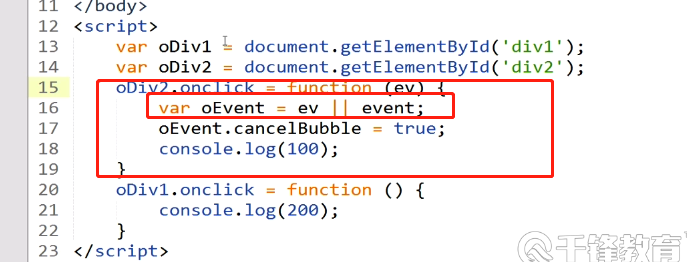 11 </body>
12 <script>
13 var oDiv1 = document.getElementById('div1');
14 var oDiv2 = document.getElementById('div2');
15 oDiv2.onclick = function (ev) {
16 var oEvent = ev || event;
17 oEvent.cancelBubble = true;
18 console.log(100);
19 }
20 oDiv1.onclick = function () {
21 console.log(200);
22 }
23 </script>
千锋教育